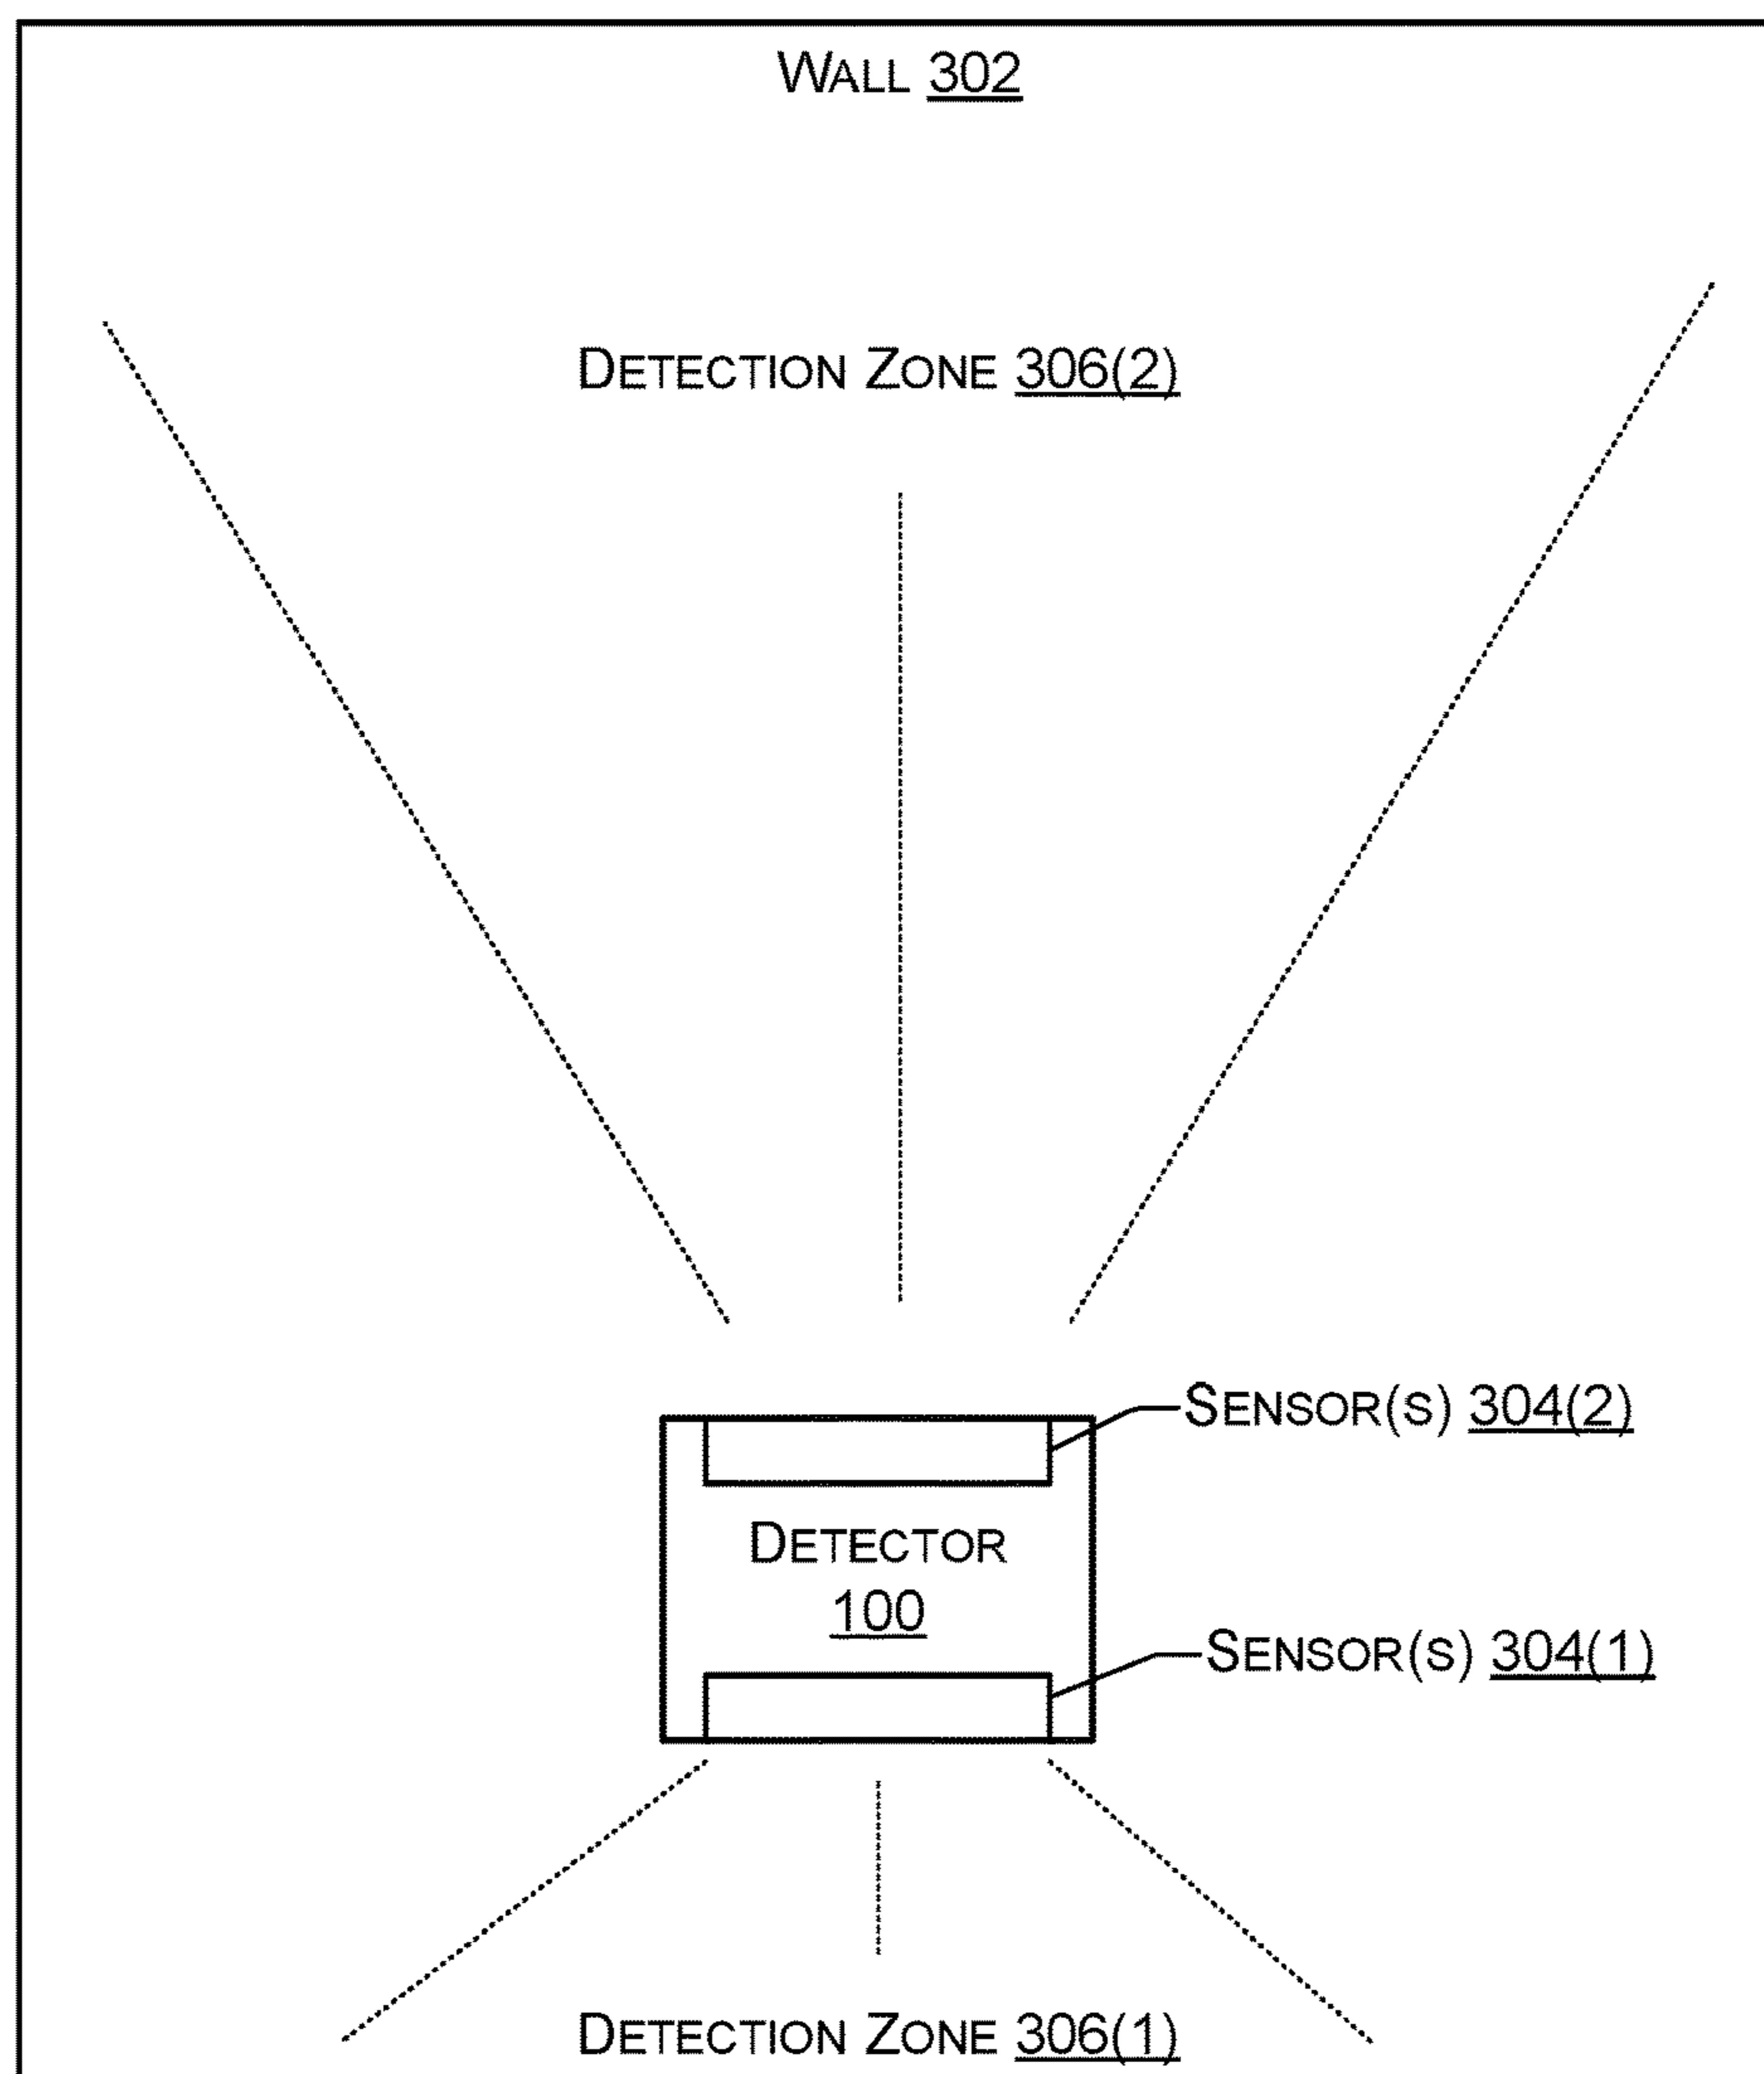 WALL 302
DETECTION ZONE 306(2)
SENSOR(S) 304(2)
DETECTOR
100
SENSOR(S) 304(1)
DETECTION ZONE 306(1)